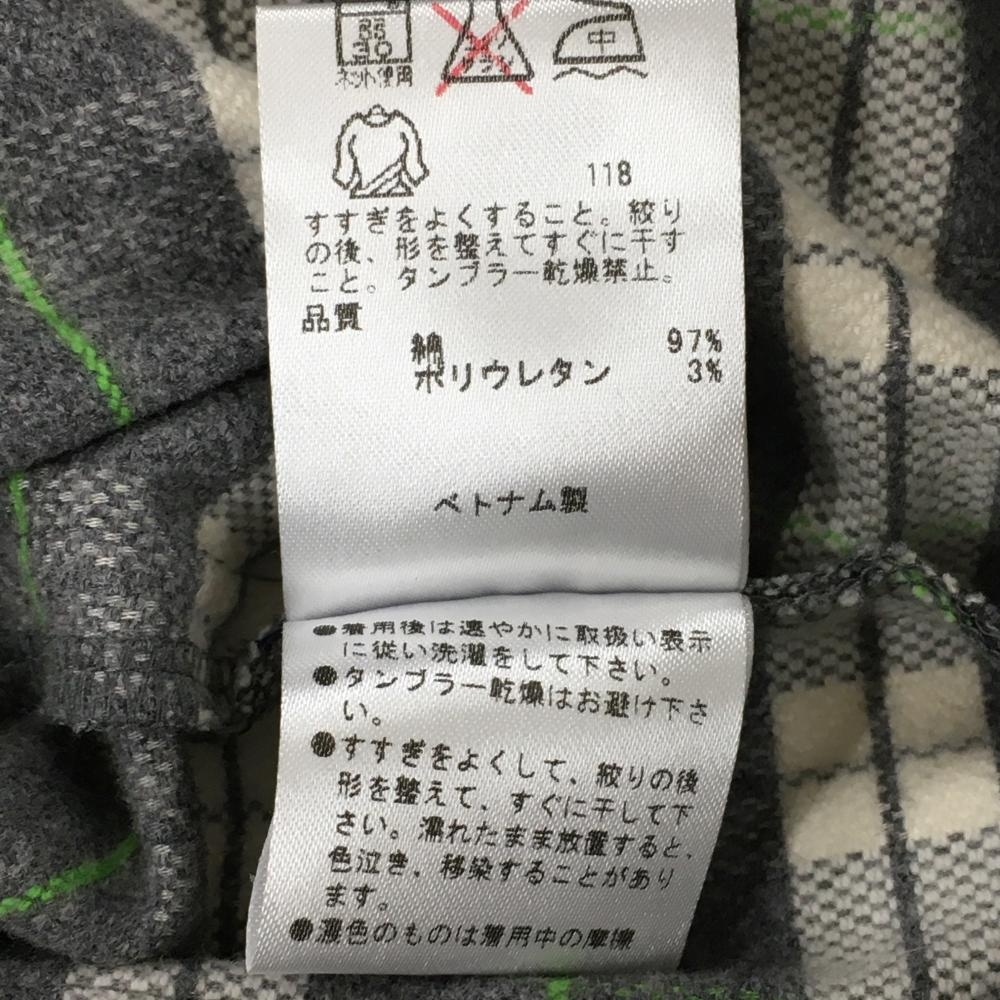 ネット使用
中
118
すすぎをよくすること。絞り
の後、形を整えてすぐに干す
こと。タンブラー乾燥禁止。
品質
綿 97%
ポリウレタン 3%
ベトナム製
●着用後は速やかに取扱い表示
に従い洗濯をして下さい。
●タンブラー乾燥はお避け下さ
い。
●すすぎをよくして、絞りの後
形を整えて、すぐに干して下
さい。濡れたまま放置すると、
色泣き、移染することがあり
ます。
●濃色のものは着用中の摩擦